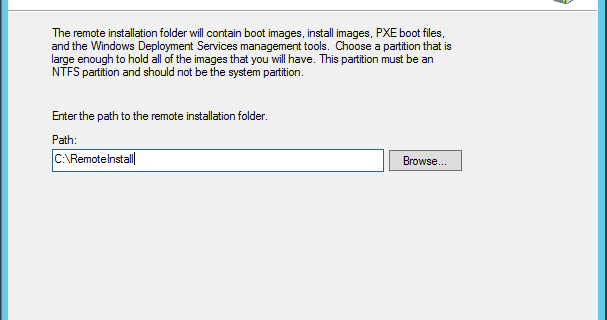 The remote installation folder will contain boot images, install images, PXE boot files,
and the Windows Deployment Services management tools.  Choose a partition that is
large enough to hold all of the images that you will have. This partition must be an
NTFS partition and should not be the system partition.
Enter the path to the remote installation folder.
Path:
C:\RemoteInstall
Browse...